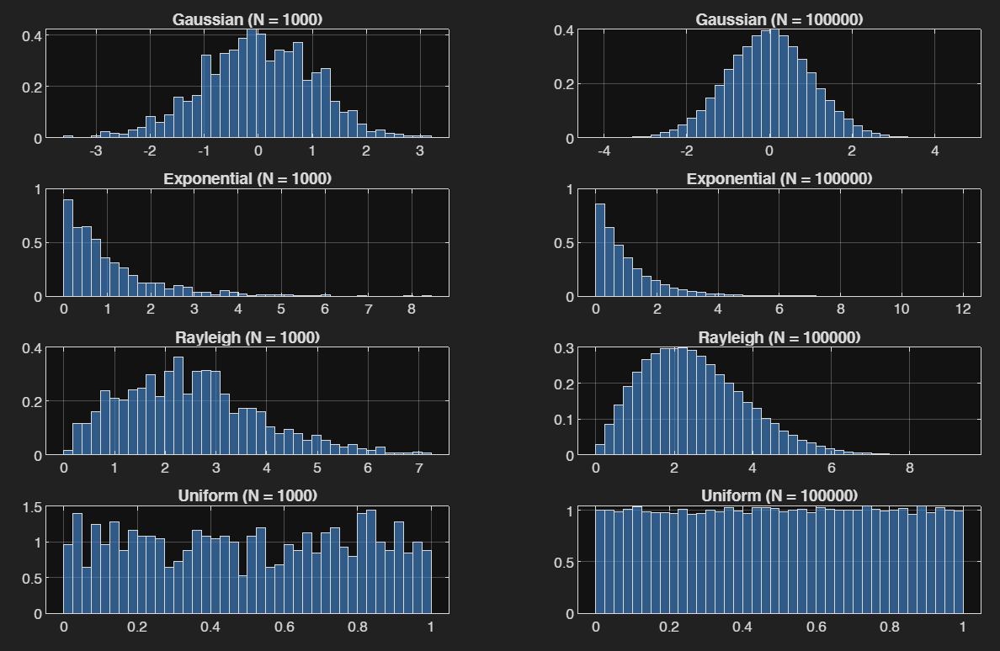 Gaussian (N = 1000)
0.4
0.2
0
-3 -2 -1 0 1 2 3
Gaussian (N = 100000)
0.4
0.2
0
-4 -2 0 2 4
Exponential (N = 1000)
1
0.5
0
0 1 2 3 4 5 6 7 8
Exponential (N = 100000)
1
0.5
0
0 2 4 6 8 10 12
Rayleigh (N = 1000)
0.4
0.2
0
0 1 2 3 4 5 6 7
Rayleigh (N = 100000)
0.3
0.2
0.1
0
0 2 4 6 8
Uniform (N = 1000)
1.5
1
0.5
0
0 0.2 0.4 0.6 0.8 1
Uniform (N = 100000)
1
0.5
0
0 0.2 0.4 0.6 0.8 1